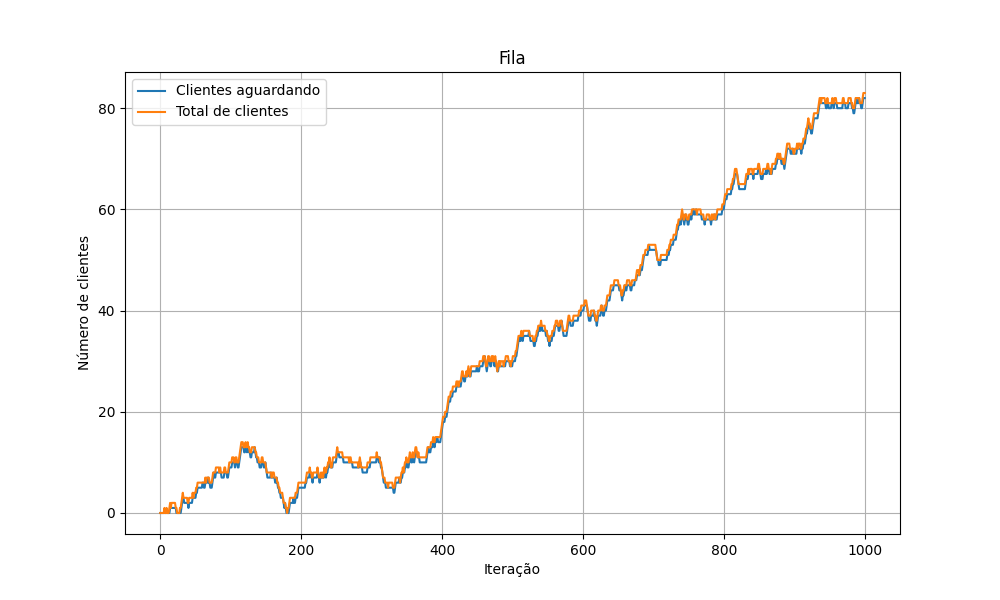 Fila
Clientes aguardando
Total de clientes
Número de clientes
80
60
40
20
0
0 200 400 600 800 1000
Iteração